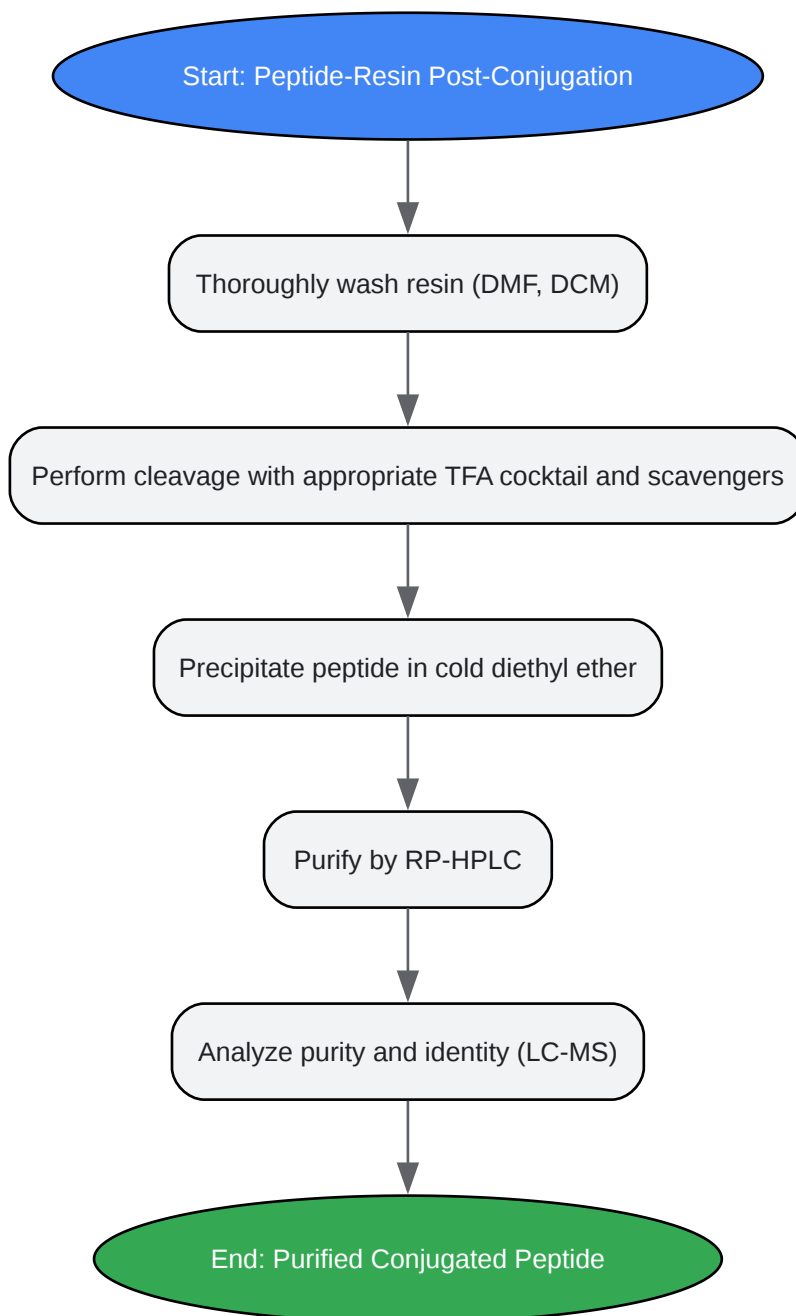 Start: Peptide-Resin Post-Conjugation
Thoroughly wash resin (DMF, DCM)
Perform cleavage with appropriate TFA cocktail and scavengers
Precipitate peptide in cold diethyl ether
Purify by RP-HPLC
Analyze purity and identity (LC-MS)
End: Purified Conjugated Peptide